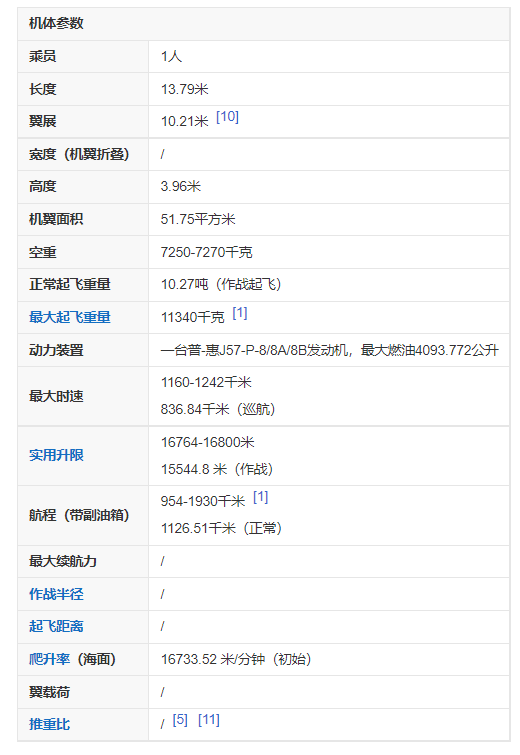 机体参数
乘员 1人
长度 13.79米
翼展 10.21米 [10]
宽度（机翼折叠） /
高度 3.96米
机翼面积 51.75平方米
空重 7250-7270千克
正常起飞重量 10.27吨（作战起飞）
最大起飞重量 11340千克 [1]
动力装置 一台普-惠J57-P-8/8A/8B发动机，最大燃油4093.772公升
最大时速 1160-1242千米
836.84千米（巡航）
实用升限 16764-16800米
15544.8 米（作战）
航程（带副油箱） 954-1930千米 [1]
1126.51千米（正常）
最大续航力 /
作战半径 /
起飞距离 /
爬升率（海面） 16733.52 米/分钟（初始）
翼载荷 /
推重比 / [5] [11]